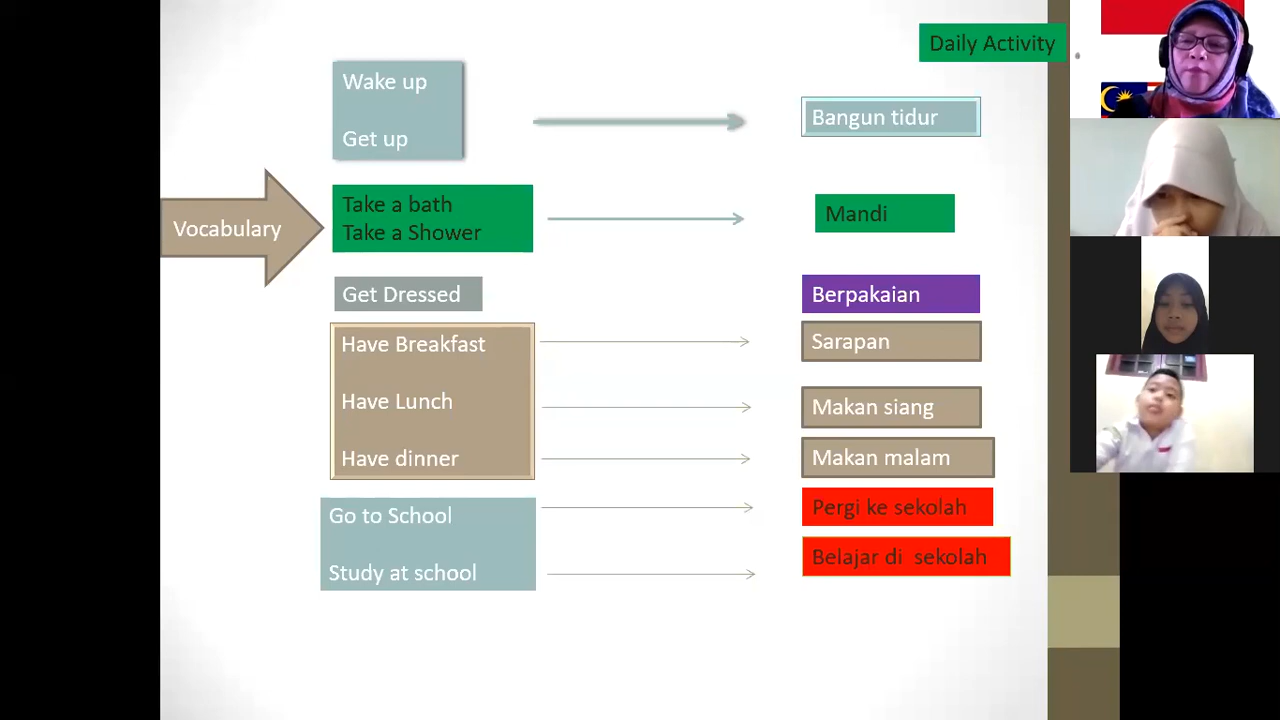 Daily Activity
Vocabulary
Wake up
Get up
Bangun tidur
Take a bath
Take a Shower
Mandi
Get Dressed
Berpakaian
Have Breakfast
Sarapan
Have Lunch
Makan siang
Have dinner
Makan malam
Go to School
Pergi ke sekolah
Study at school
Belajar di sekolah